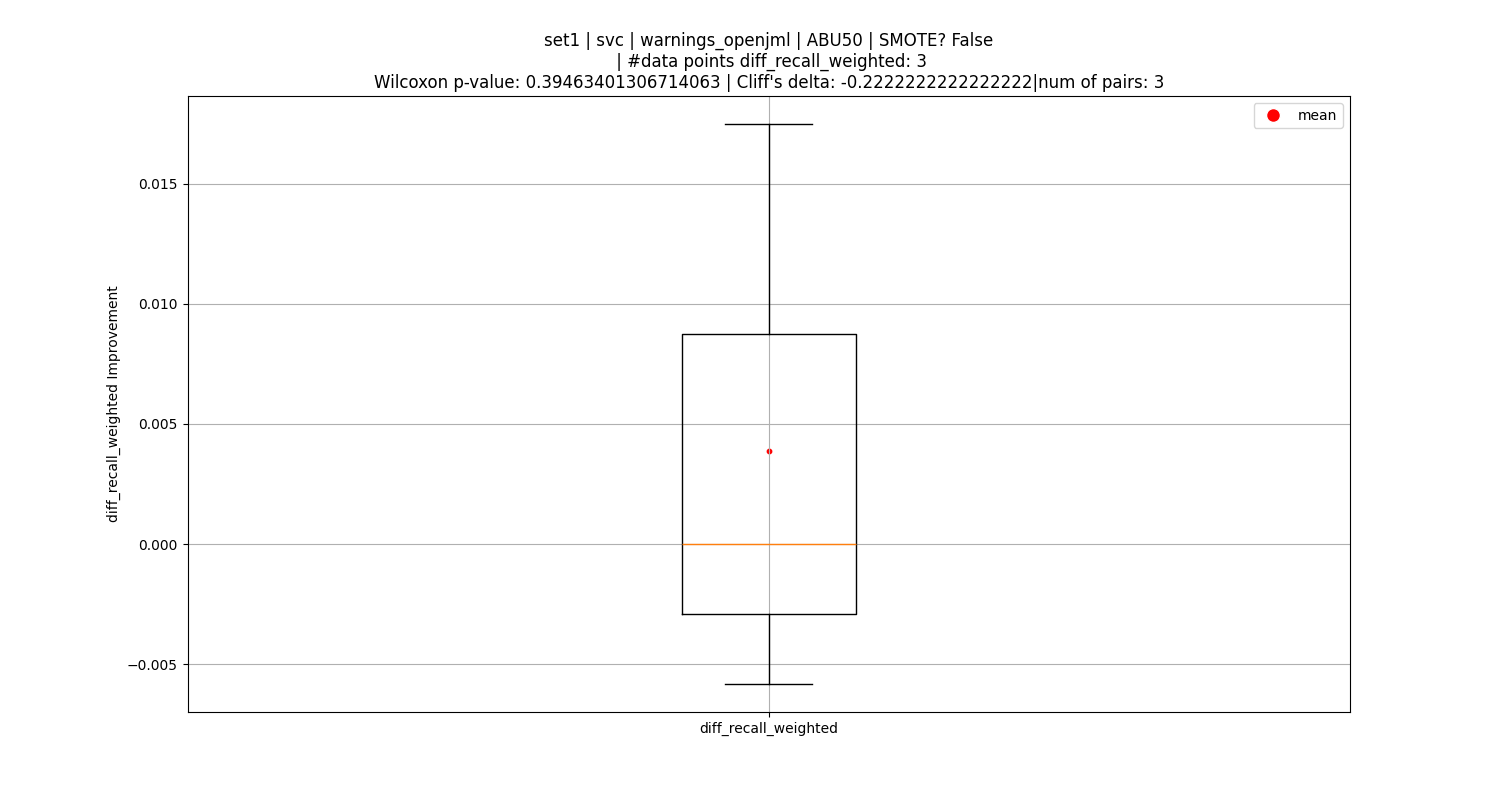 set1 | svc | warnings_openjml | ABU50 | SMOTE? False
| #data points diff_recall_weighted: 3
Wilcoxon p-value: 0.39463401306714063 | Cliff's delta: -0.2222222222222222|num of pairs: 3
mean
0.015
0.010
0.005
0.000
−0.005
diff_recall_weighted Improvement
diff_recall_weighted